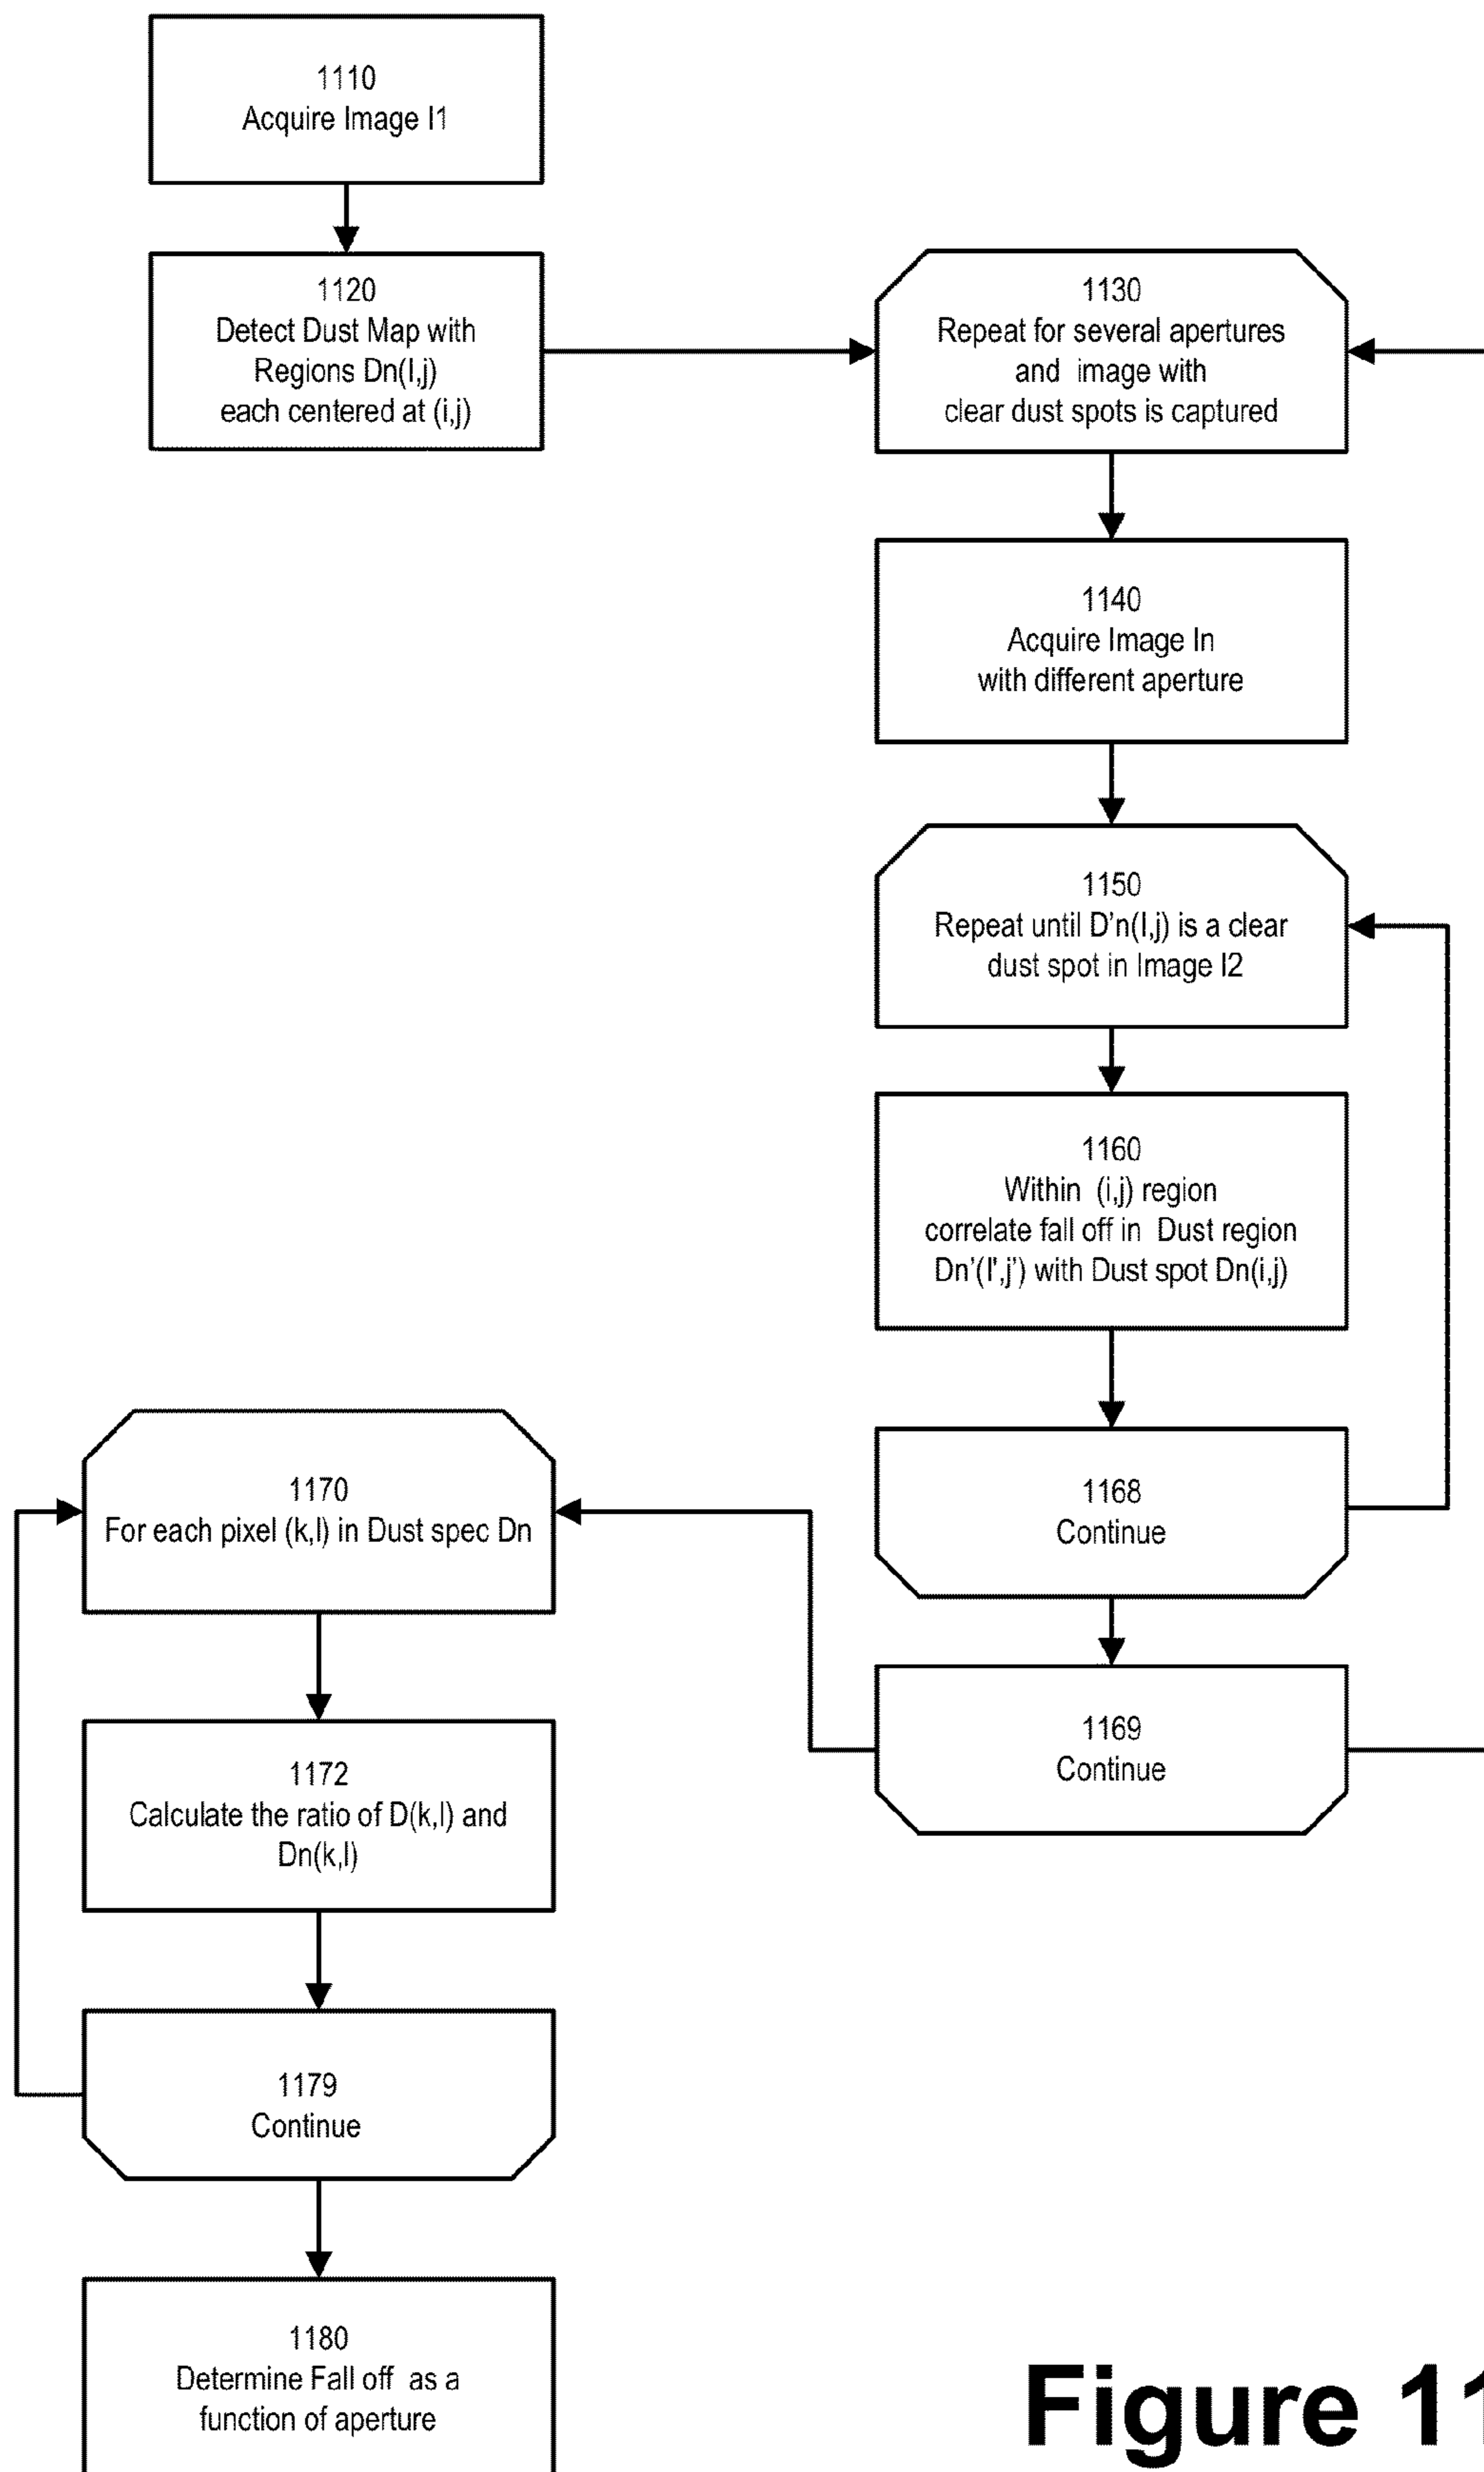 1110
Acquire Image I1
1120
Detect Dust Map with
Regions Dn(I,j)
each centered at (i,j)
1130
Repeat for several apertures
and image with
clear dust spots is captured
1140
Acquire Image In
with different aperture
1150
Repeat until D'n(I,j) is a clear
dust spot in Image I2
1160
Within (i,j) region
correlate fall off in Dust region
Dn'(I',j') with Dust spot Dn(i,j)
1168
Continue
1169
Continue
1170
For each pixel (k,l) in Dust spec Dn
1172
Calculate the ratio of D(k,l) and
Dn(k,l)
1179
Continue
1180
Determine Fall off as a
function of aperture
Figure 11